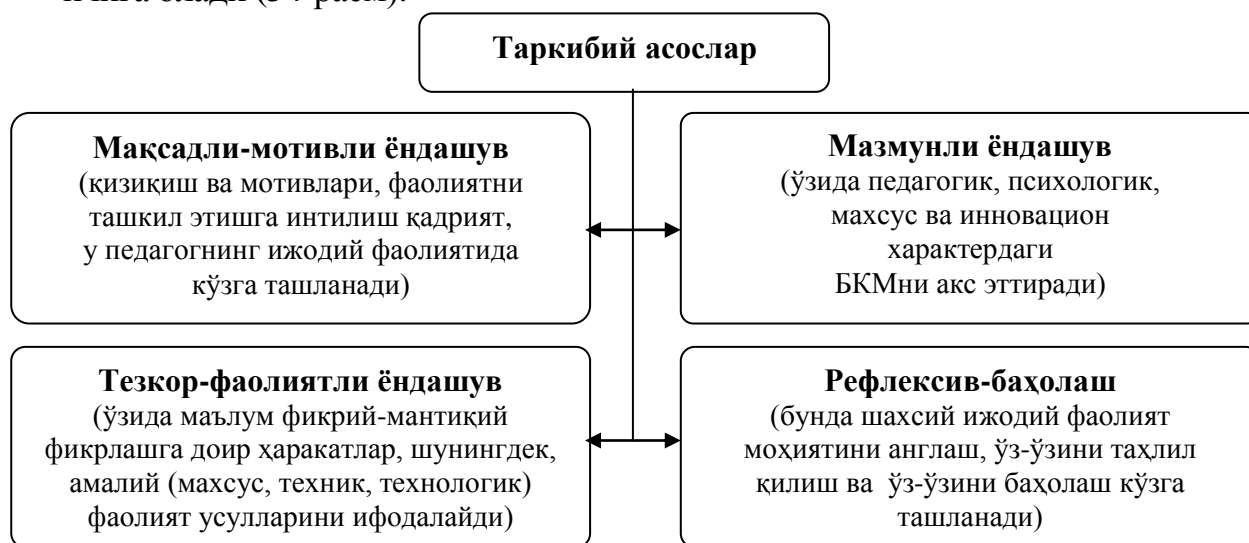 Таркибий асослар
Мақсадли-мотивли ёндашув
(қизиқиш ва мотивлари, фаолиятни
ташкил этишга интилиш қадрият,
у педагогнинг ижодий фаолиятида
кўзга ташланади)
Мазмунли ёндашув
(ўзида педагогик, психологик,
махсус ва инновацион
характердаги
БКМни акс эттиради)
Тезкор-фаолиятли ёндашув
(ўзида маълум фикрий-мантиқий
фикрлашга доир ҳаракатлар, шунингдек,
амалий (махсус, техник, технологик)
фаолият усулларини ифодалайди)
Рефлексив-баҳолаш
(бунда шахсий ижодий фаолият
моҳиятини англаш, ўз-ўзини таҳлил
қилиш ва ўз-ўзини баҳолаш кўзга
ташланади)